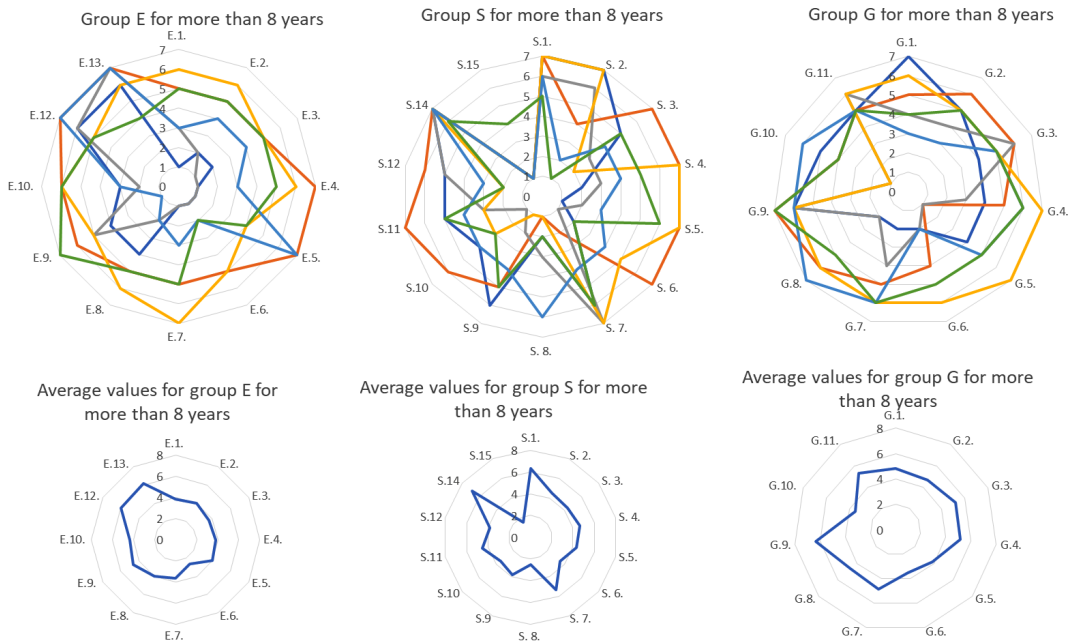 Group E for more than 8 years
E.1.
E.2.
E.3.
E.4.
E.5.
E.6.
E.7.
E.8.
E.9.
E.10.
E.12.
E.13.
7
6
5
4
3
2
1
0
Group S for more than 8 years
S.1.
S. 2.
S. 3.
S. 4.
S.5.
S. 6.
S. 7.
S. 8.
S.9
S. 10
S.11
S.12
S.14
S.15
7
6
5
4
3
2
1
0
Group G for more than 8 years
G.1.
G.2.
G.3.
G.4.
G.5.
G.6.
G.7.
G.8.
G.9.
G.10.
G.11.
7
6
5
4
3
2
1
0
Average values for group E for
more than 8 years
E.1.
E.2.
E.3.
E.4.
E.5.
E.6.
E.7.
E.8.
E.9.
E.10.
E.12.
E.13.
8
6
4
2
0
Average values for group S for more
than 8 years
S.1.
S. 2.
S. 3.
S. 4.
S.5.
S. 6.
S. 7.
S. 8.
S.9
S. 10
S.11
S.12
S.14
S.15
8
6
4
2
0
Average values for group G for more
than 8 years
G.1.
G.2.
G.3.
G.4.
G.5.
G.6.
G.7.
G.8.
G.9.
G.10.
G.11.
8
6
4
2
0